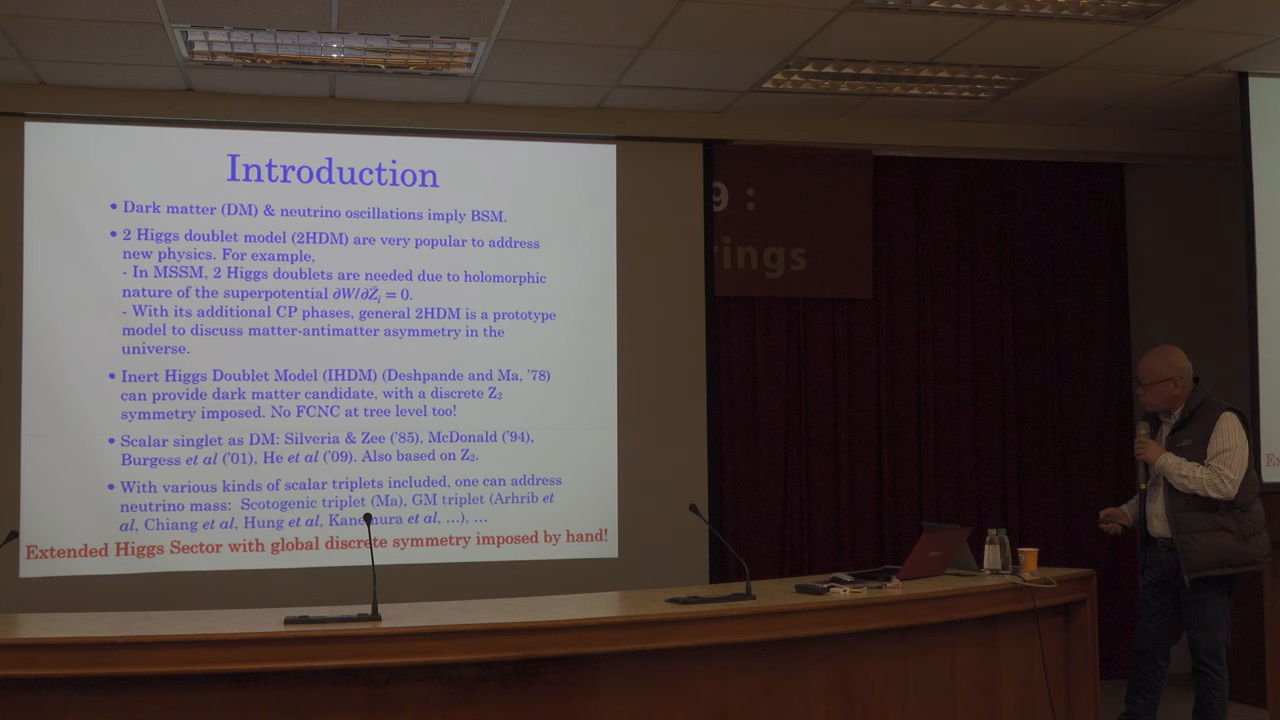 Introduction
• Dark matter (DM) & neutrino oscillations imply BSM.
• 2 Higgs doublet model (2HDM) are very popular to address
new physics. For example,
- In MSSM, 2 Higgs doublets are needed due to holomorphic
nature of the superpotential ∂W/∂Z̄ᵢ = 0.
- With its additional CP phases, general 2HDM is a prototype
model to discuss matter-antimatter asymmetry in the
universe.
• Inert Higgs Doublet Model (IHDM) (Deshpande and Ma, '78)
can provide dark matter candidate, with a discrete Z₂
symmetry imposed. No FCNC at tree level too!
• Scalar singlet as DM: Silveria & Zee ('85), McDonald ('94),
Burgess et al ('01), He et al ('09). Also based on Z₂.
• With various kinds of scalar triplets included, one can address
neutrino mass: Scotogenic triplet (Ma), GM triplet (Arhrib et
al, Chiang et al, Hung et al, Kanemura et al, ...), ...
Extended Higgs Sector with global discrete symmetry imposed by hand!
9 :
rings